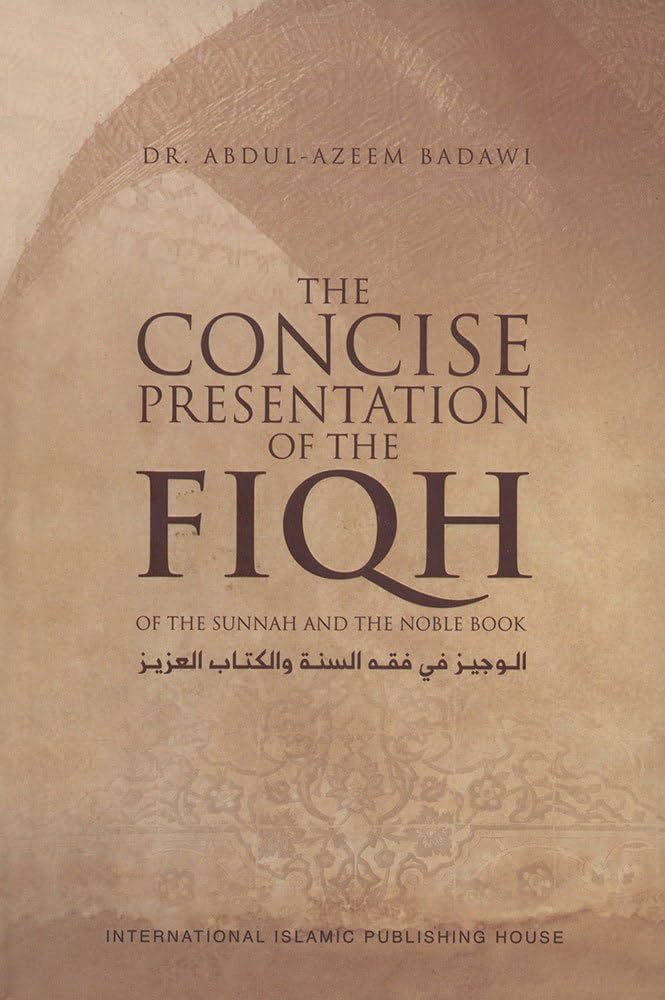 DR. ABDUL-AZEEM BADAWI
THE
CONCISE
PRESENTATION
OF THE
FIQH
OF THE SUNNAH AND THE NOBLE BOOK
الوجيز في فقه السنة والكتاب العزيز
INTERNATIONAL ISLAMIC PUBLISHING HOUSE